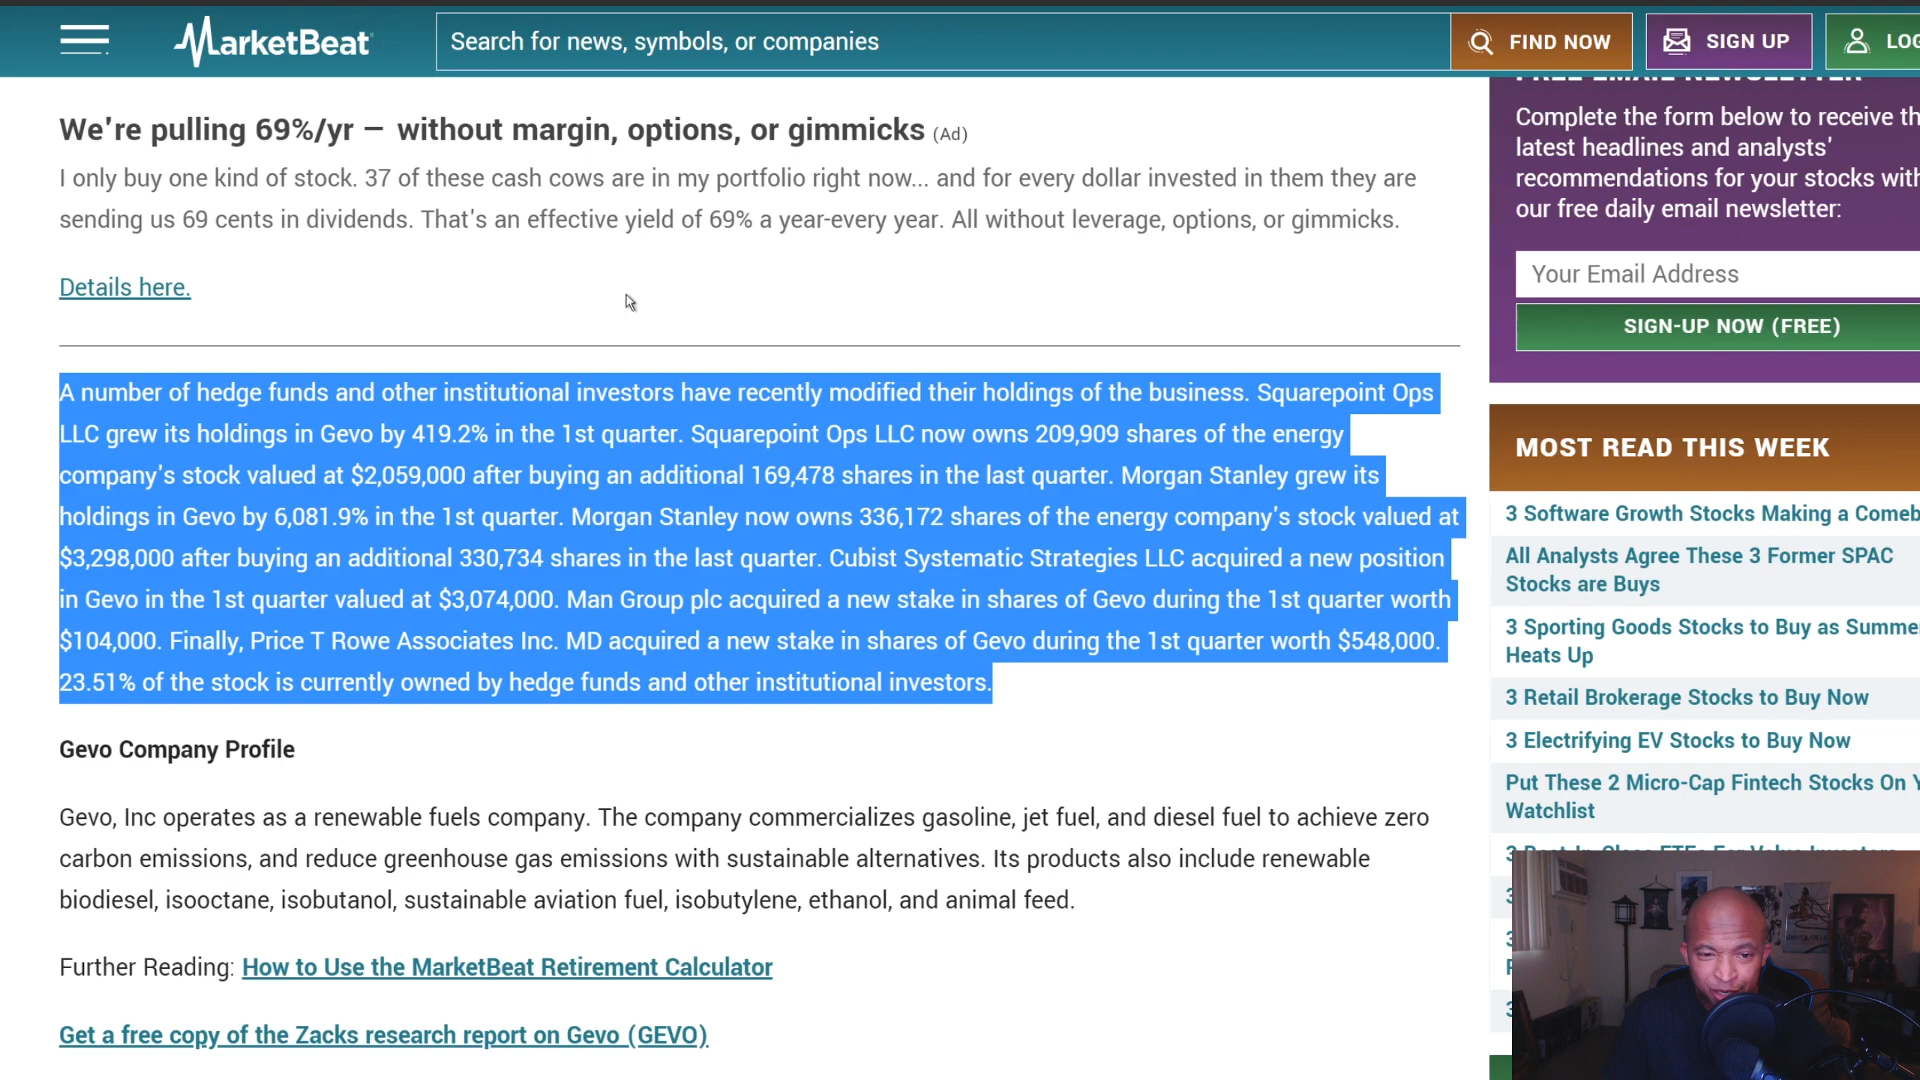 MarketBeat
Search for news, symbols, or companies
FIND NOW
SIGN UP
We're pulling 69%/yr — without margin, options, or gimmicks (Ad)
I only buy one kind of stock. 37 of these cash cows are in my portfolio right now... and for every dollar invested in them they are
sending us 69 cents in dividends. That's an effective yield of 69% a year-every year. All without leverage, options, or gimmicks.
Details here.
A number of hedge funds and other institutional investors have recently modified their holdings of the business. Squarepoint Ops
LLC grew its holdings in Gevo by 419.2% in the 1st quarter. Squarepoint Ops LLC now owns 209,909 shares of the energy
company's stock valued at $2,059,000 after buying an additional 169,478 shares in the last quarter. Morgan Stanley grew its
holdings in Gevo by 6,081.9% in the 1st quarter. Morgan Stanley now owns 336,172 shares of the energy company's stock valued at
$3,298,000 after buying an additional 330,734 shares in the last quarter. Cubist Systematic Strategies LLC acquired a new position
in Gevo in the 1st quarter valued at $3,074,000. Man Group plc acquired a new stake in shares of Gevo during the 1st quarter worth
$104,000. Finally, Price T Rowe Associates Inc. MD acquired a new stake in shares of Gevo during the 1st quarter worth $548,000.
23.51% of the stock is currently owned by hedge funds and other institutional investors.
Gevo Company Profile
Gevo, Inc operates as a renewable fuels company. The company commercializes gasoline, jet fuel, and diesel fuel to achieve zero
carbon emissions, and reduce greenhouse gas emissions with sustainable alternatives. Its products also include renewable
biodiesel, isooctane, isobutanol, sustainable aviation fuel, isobutylene, ethanol, and animal feed.
Further Reading: How to Use the MarketBeat Retirement Calculator
Get a free copy of the Zacks research report on Gevo (GEVO)
FREE EMAIL NEWSLETTER
Complete the form below to receive
latest headlines and analysts'
recommendations for your stocks
our free daily email newsletter:
Your Email Address
SIGN-UP NOW (FREE)
MOST READ THIS WEEK
3 Software Growth Stocks Making a
All Analysts Agree These 3 Former SPAC
Stocks are Buys
3 Sporting Goods Stocks to Buy as
Heats Up
3 Retail Brokerage Stocks to Buy Now
3 Electrifying EV Stocks to Buy Now
Put These 2 Micro-Cap Fintech Stocks On
Watchlist